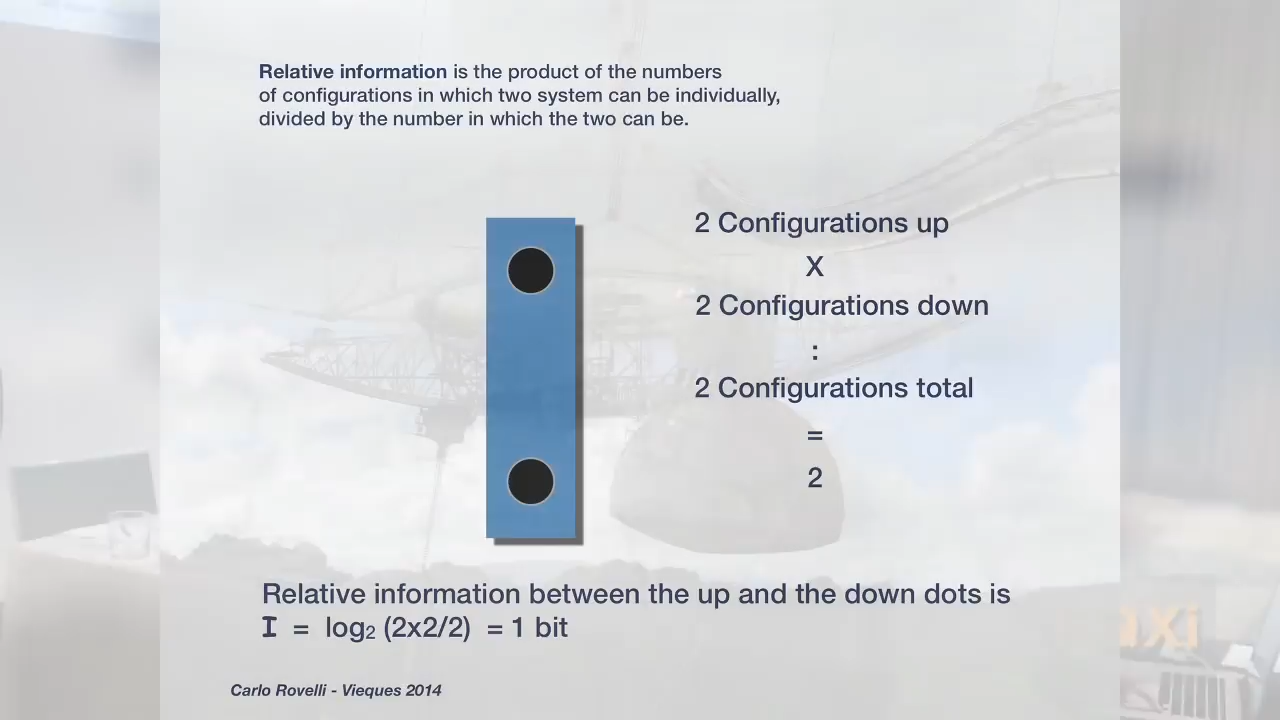 Relative information is the product of the numbers
of configurations in which two system can be individually,
divided by the number in which the two can be.
2 Configurations up
X
2 Configurations down
:
2 Configurations total
=
2
Relative information between the up and the down dots is
I = log₂ (2x2/2) = 1 bit
Carlo Rovelli - Vieques 2014